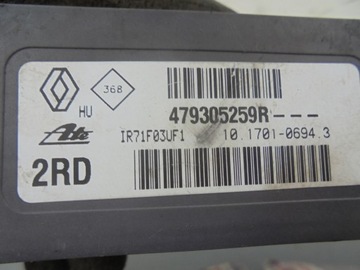 368
HU
479305259R---
Ate
IR71F03UF1 10.1701-0694.3
2RD